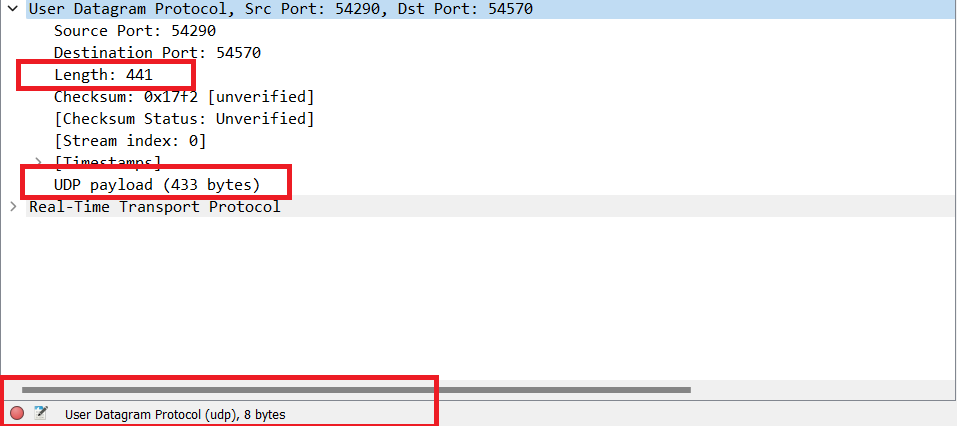 User Datagram Protocol, Src Port: 54290, Dst Port: 54570
Source Port: 54290
Destination Port: 54570
Length: 441
Checksum: 0x17f2 [unverified]
[Checksum Status: Unverified]
[Stream index: 0]
[Timestamps]
UDP payload (433 bytes)
Real-Time Transport Protocol
User Datagram Protocol (udp), 8 bytes